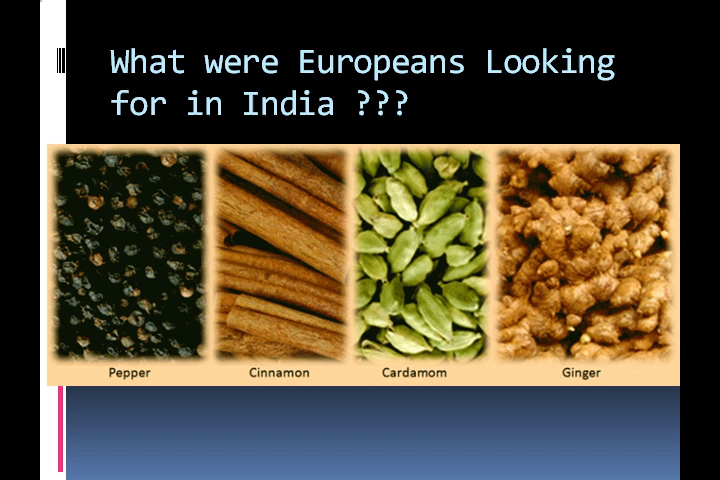 What were Europeans Looking
for in India ???
Pepper
Cinnamon
Cardamom
Ginger